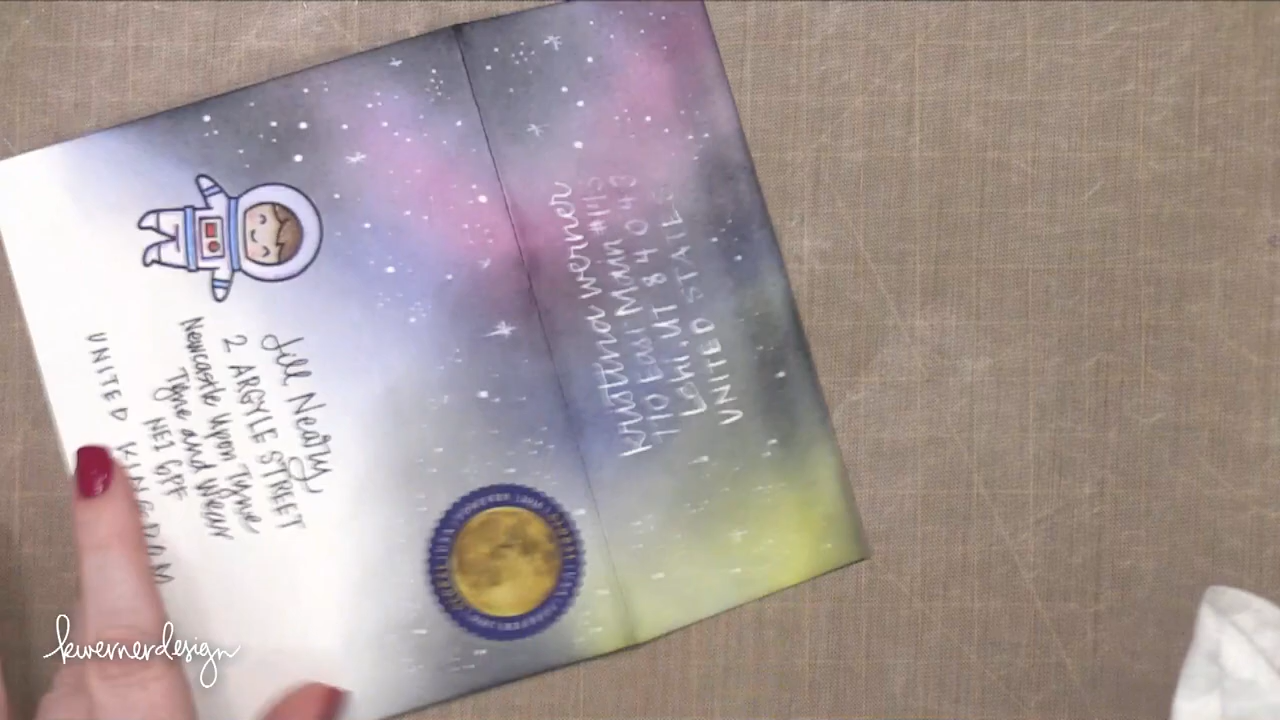 kristina werner
710 East Main #115
Lehi, UT 84043
UNITED STATES
Jill Neary
2 ARGYLE STREET
Newcastle upon Tyne
Tyne and Wear
NE1 6PF
UNITED KINGDOM
kwernerdesign